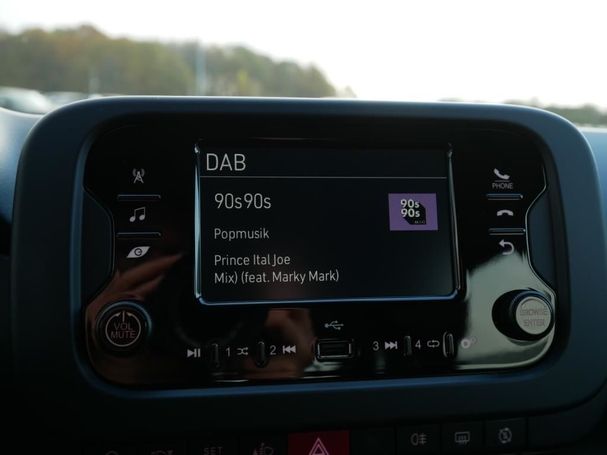 DAB
90s90s
90s
90s
Popmusik
Prince Ital Joe
Mix) (feat. Marky Mark)
PHONE
VOL
MUTE
BROWSE
ENTER
1
2
3
4
SET